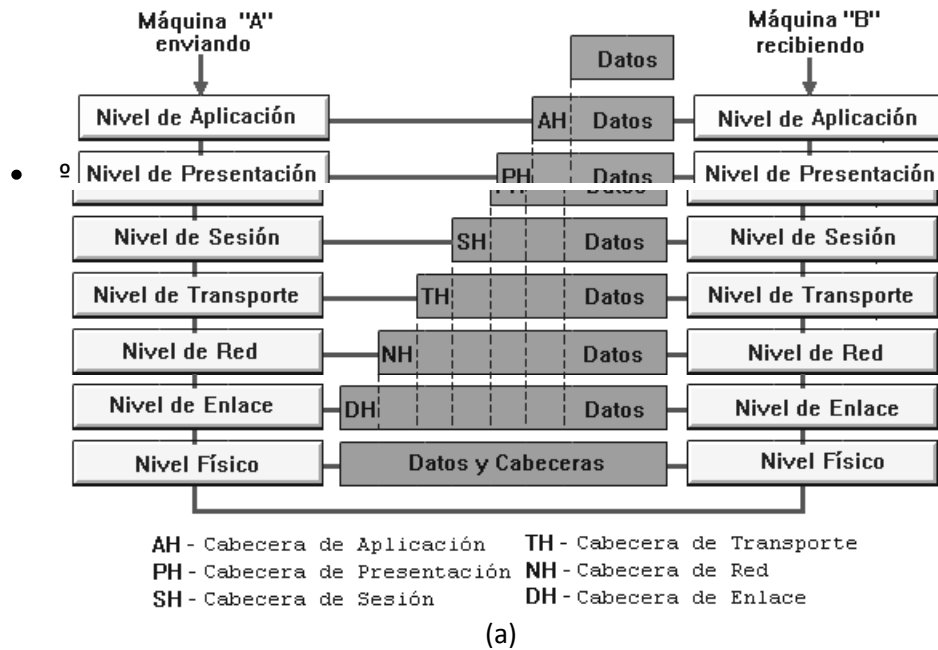 Máquina "A" enviando
Máquina "B" recibiendo
Datos
Nivel de Aplicación AH Datos Nivel de Aplicación
• º Nivel de Presentación PH Datos Nivel de Presentación
Nivel de Sesión SH Datos Nivel de Sesión
Nivel de Transporte TH Datos Nivel de Transporte
Nivel de Red NH Datos Nivel de Red
Nivel de Enlace DH Datos Nivel de Enlace
Nivel Físico Datos y Cabeceras Nivel Físico
AH - Cabecera de Aplicación TH - Cabecera de Transporte
PH - Cabecera de Presentación NH - Cabecera de Red
SH - Cabecera de Sesión DH - Cabecera de Enlace
(a)